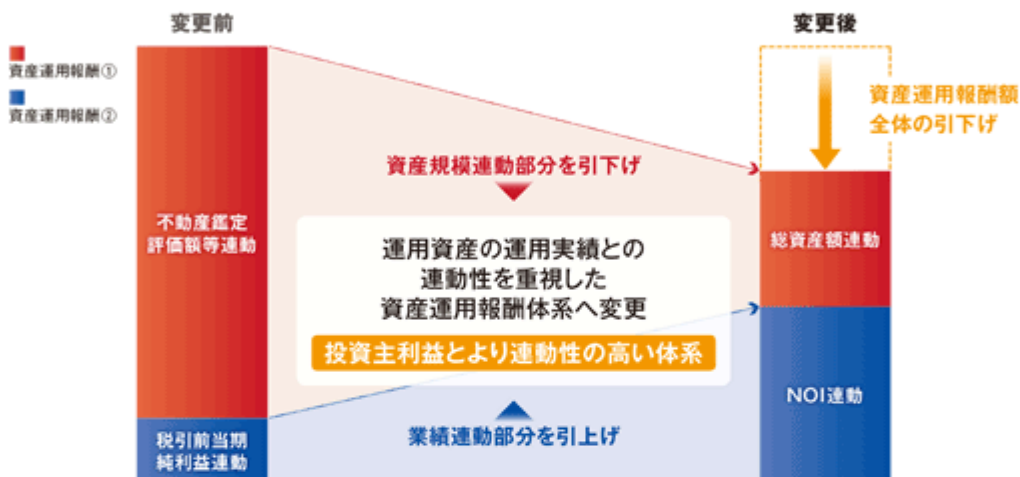 変更前
変更後
資産運用報酬①
資産運用報酬②
資産運用報酬額
全体の引下げ
資産規模連動部分を引下げ
不動産鑑定
評価額等連動
総資産額連動
運用資産の運用実績との
連動性を重視した
資産運用報酬体系へ変更
投資主利益とより連動性の高い体系
NOI連動
業績連動部分を引上げ
税引前当期
純利益連動